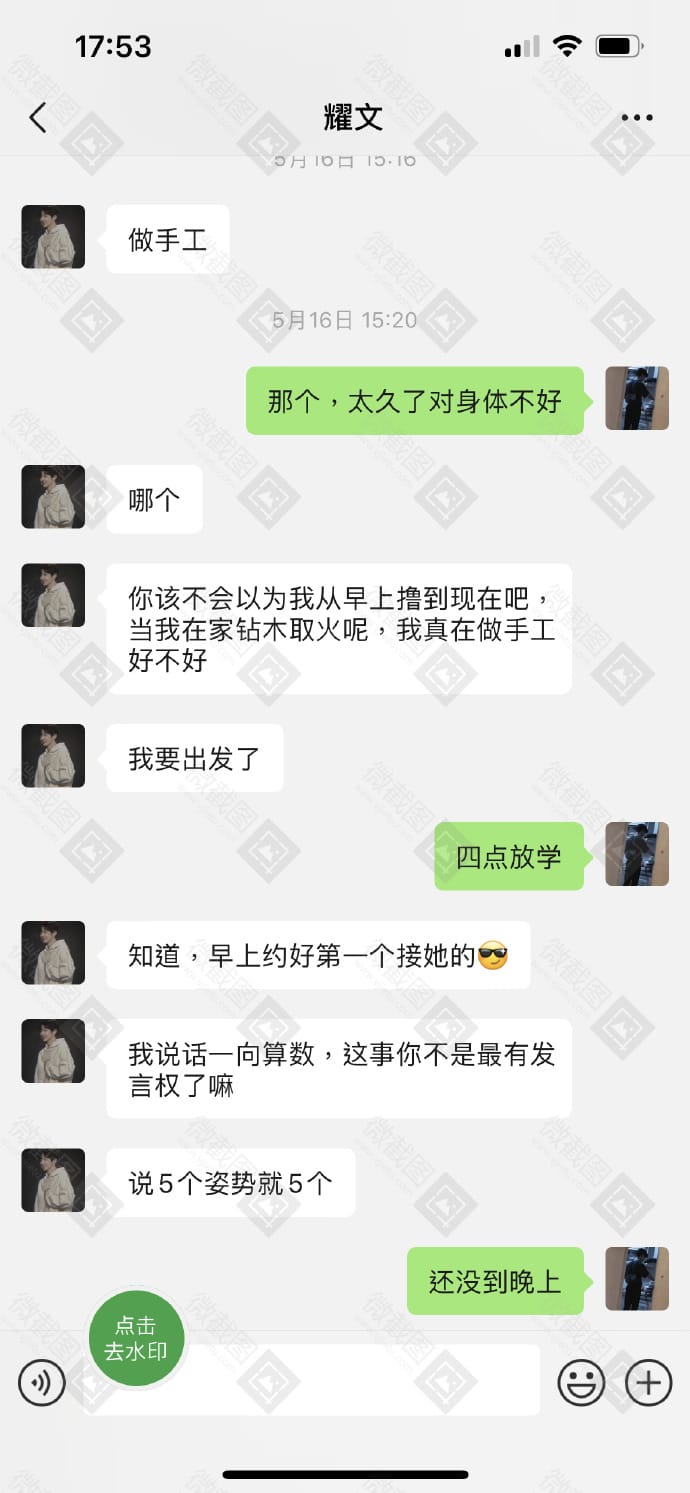 17:53
耀文
5月16日 15:16
做手工
5月16日 15:20
那个，太久了对身体不好
哪个
你该不会以为我从早上撸到现在吧，
当我在家钻木取火呢，我真在做手工
好不好
我要出发了
四点放学
知道，早上约好第一个接她的😎
我说话一向算数，这事你不是最有发
言权了嘛
说5个姿势就5个
还没到晚上
点击
去水印
微截图